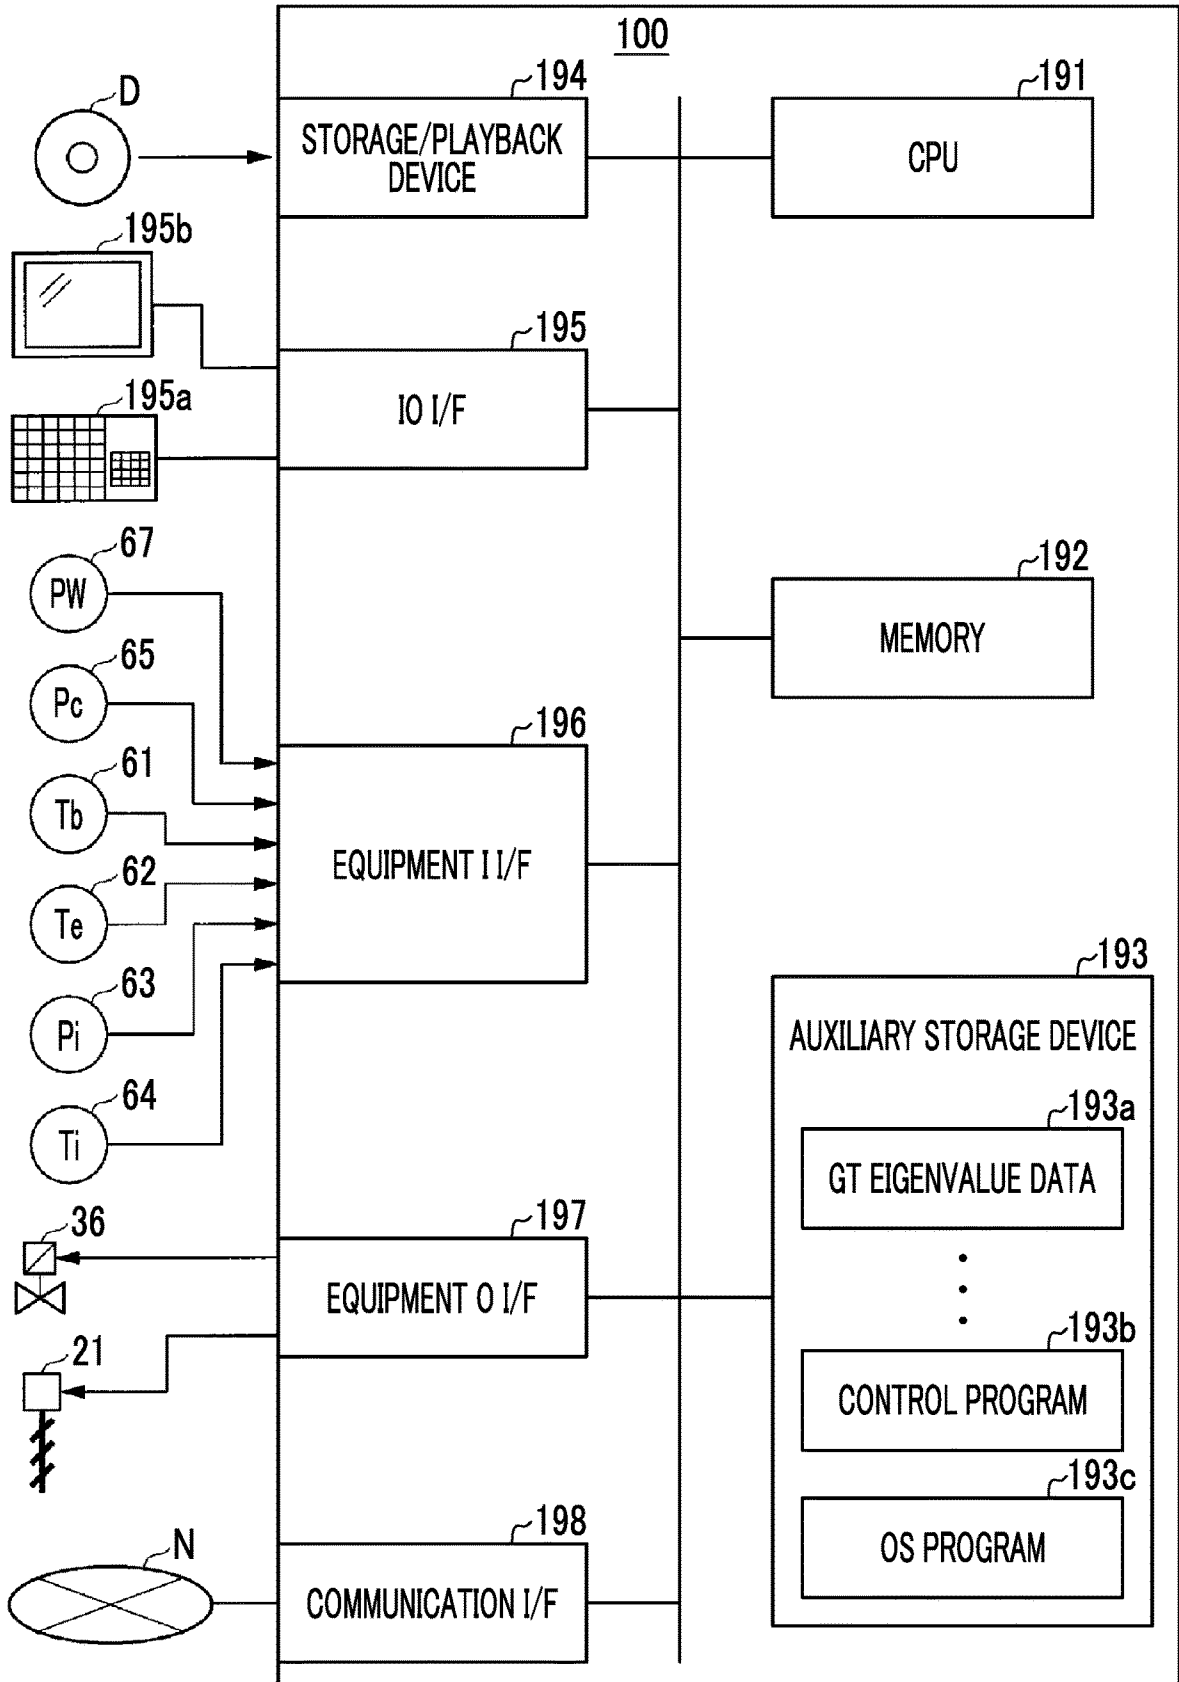 100
D
194
STORAGE/PLAYBACK
DEVICE
191
CPU
195b
195
IO I/F
195a
67
PW
192
MEMORY
65
Pc
196
EQUIPMENT I I/F
61
Tb
62
Te
63
Pi
64
Ti
193
AUXILIARY STORAGE DEVICE
193a
GT EIGENVALUE DATA
36
197
EQUIPMENT O I/F
21
193b
CONTROL PROGRAM
193c
OS PROGRAM
N
198
COMMUNICATION I/F